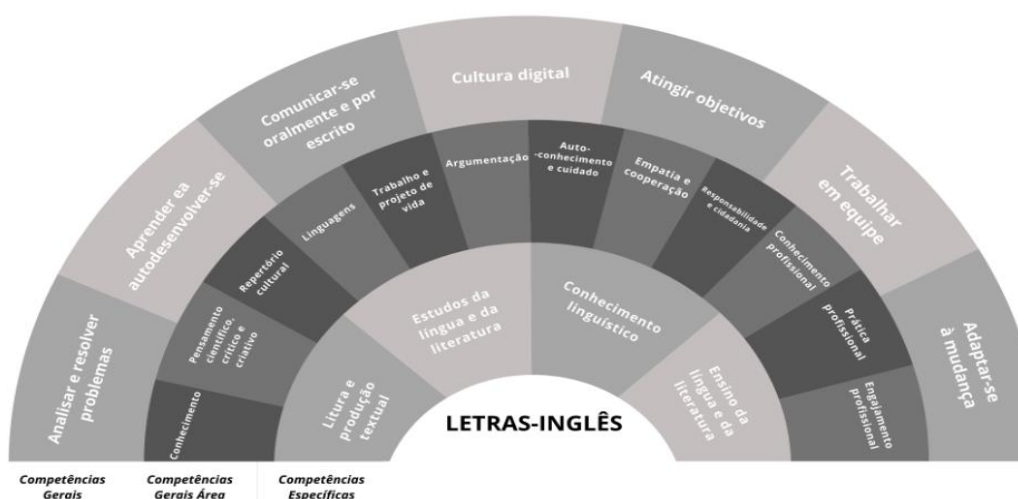 Analisar e resolver
problemas
Aprender ea
autodesenvolver-se
Comunicar-se
oralmente e por
escrito
Cultura digital
Atingir objetivos
Trabalhar
em equipe
Adaptar-se
à mudança
Conhecimento
Pensamento
científico,
crítico e
criativo
Repertório
cultural
Linguagens
Trabalho e
projeto de
vida
Argumentação
Auto-
-conhecimento
e cuidado
Empatia e
cooperação
Responsabilidade
e cidadania
Conhecimento
profissional
Prática
profissional
Engajamento
profissional
Litura e
produção
textual
Estudos da
língua e da
literatura
Conhecimento
linguístico
Ensino da
língua e da
literatura
LETRAS-INGLÊS
Competências
Gerais
Competências
Gerais Área
Competências
Específicas